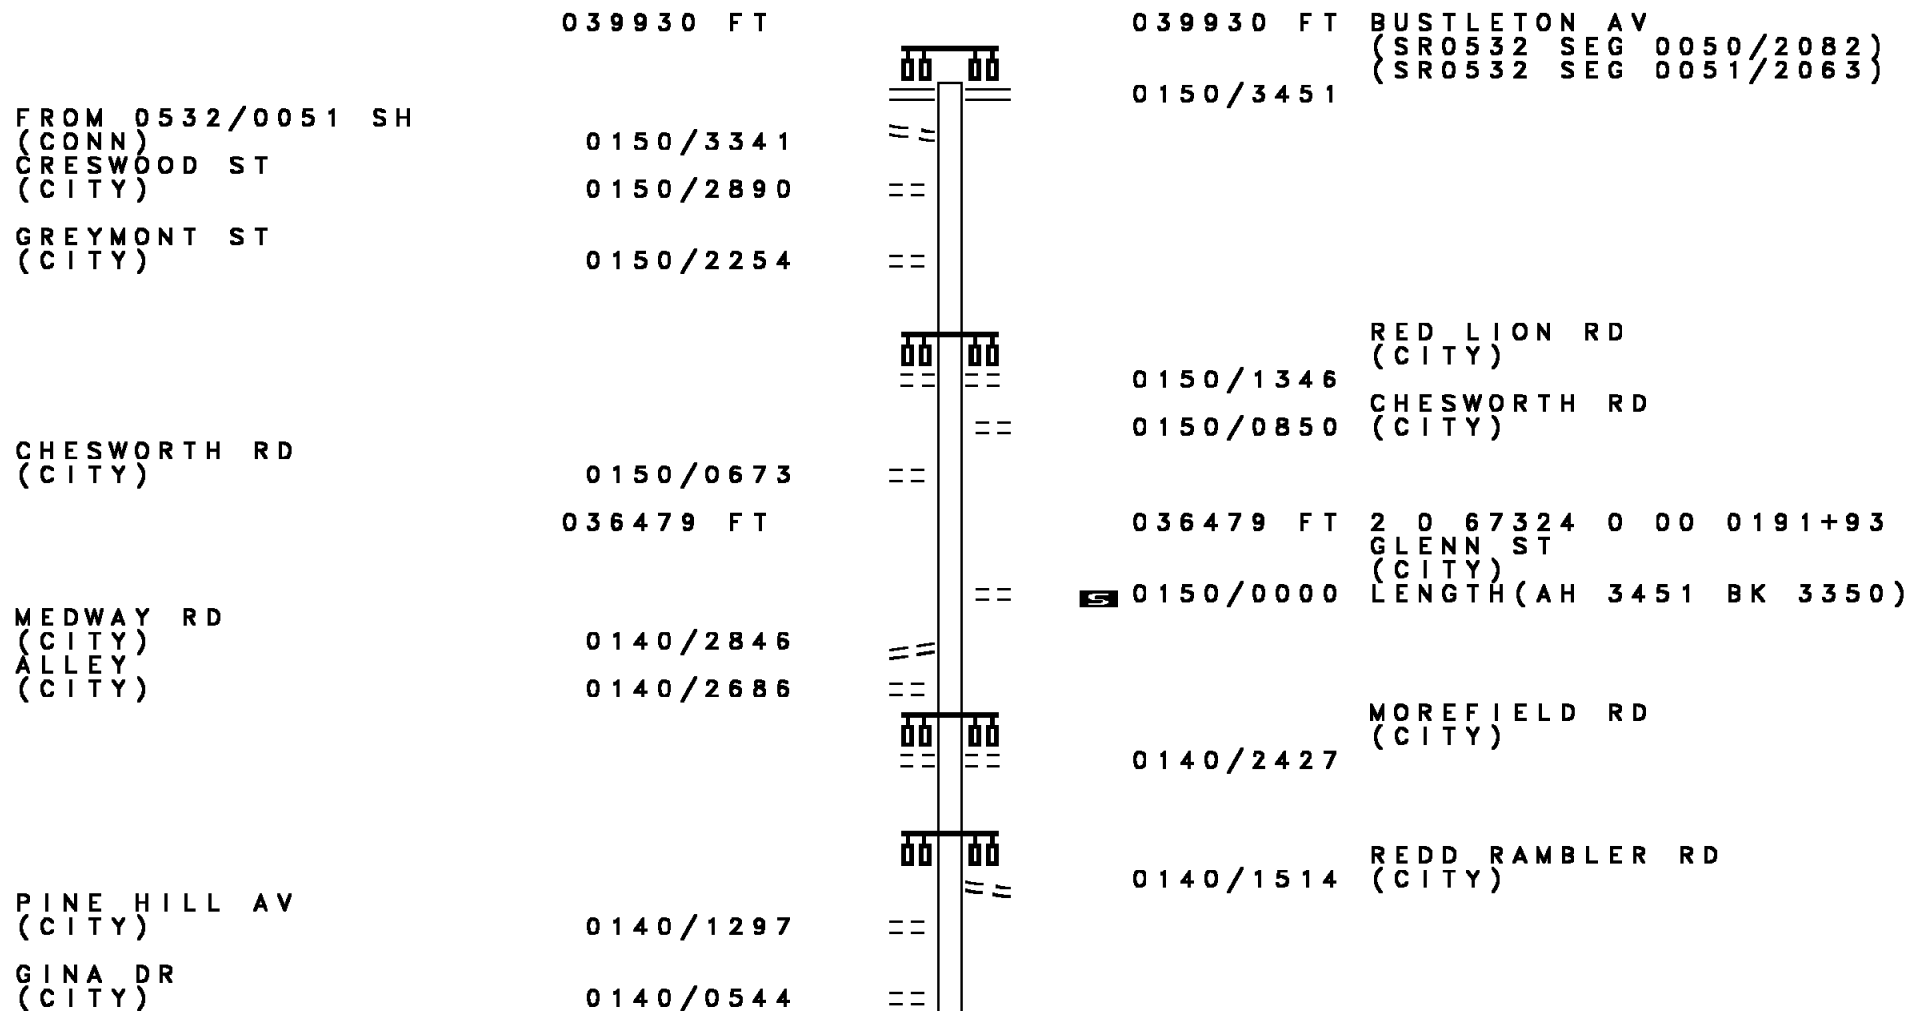 039930 FT 039930 FT BUSTLETON AV
(SR0532 SEG 0050/2082)
(SR0532 SEG 0051/2063)
0150/3451
FROM 0532/0051 SH
(CONN) 0150/3341
CRESWOOD ST
(CITY) 0150/2890
GREYMONT ST
(CITY) 0150/2254
RED LION RD
(CITY)
0150/1346
CHESWORTH RD
0150/0850 (CITY)
CHESWORTH RD
(CITY) 0150/0673
036479 FT 036479 FT 2 0 67324 0 00 0191+93
GLENN ST
(CITY)
S 0150/0000 LENGTH(AH 3451 BK 3350)
MEDWAY RD
(CITY) 0140/2846
ALLEY
(CITY) 0140/2686
MOREFIELD RD
(CITY)
0140/2427
REDD RAMBLER RD
0140/1514 (CITY)
PINE HILL AV
(CITY) 0140/1297
GINA DR
(CITY) 0140/0544